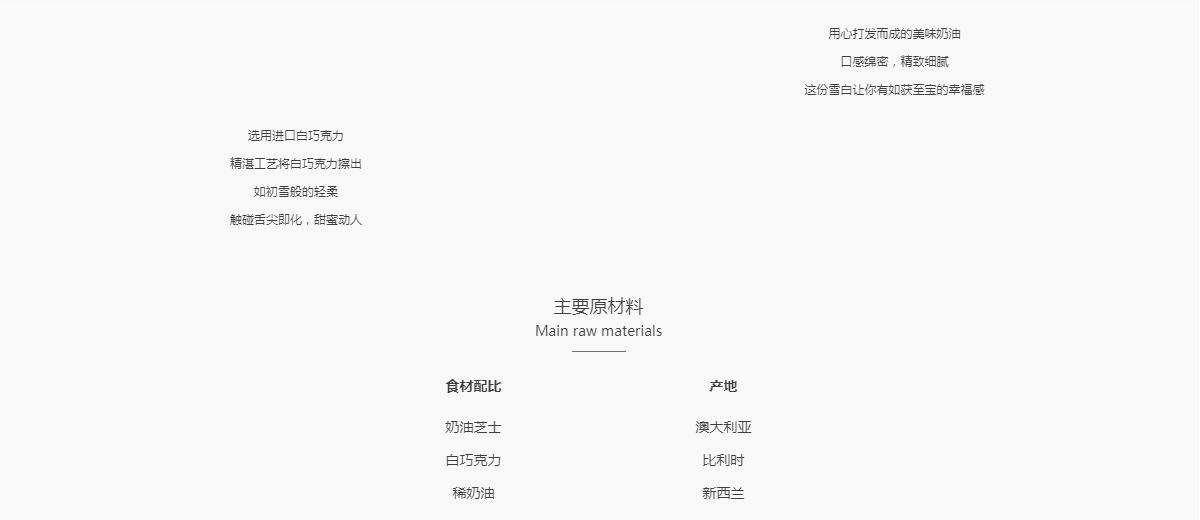 用心打发而成的美味奶油
口感绵密，精致细腻
这份雪白让你有如获至宝的幸福感
选用进口白巧克力
精湛工艺将白巧克力擦出
如初雪般的轻柔
触碰舌尖即化，甜蜜动人
主要原材料
Main raw materials
食材配比 产地
奶油芝士 澳大利亚
白巧克力 比利时
稀奶油 新西兰